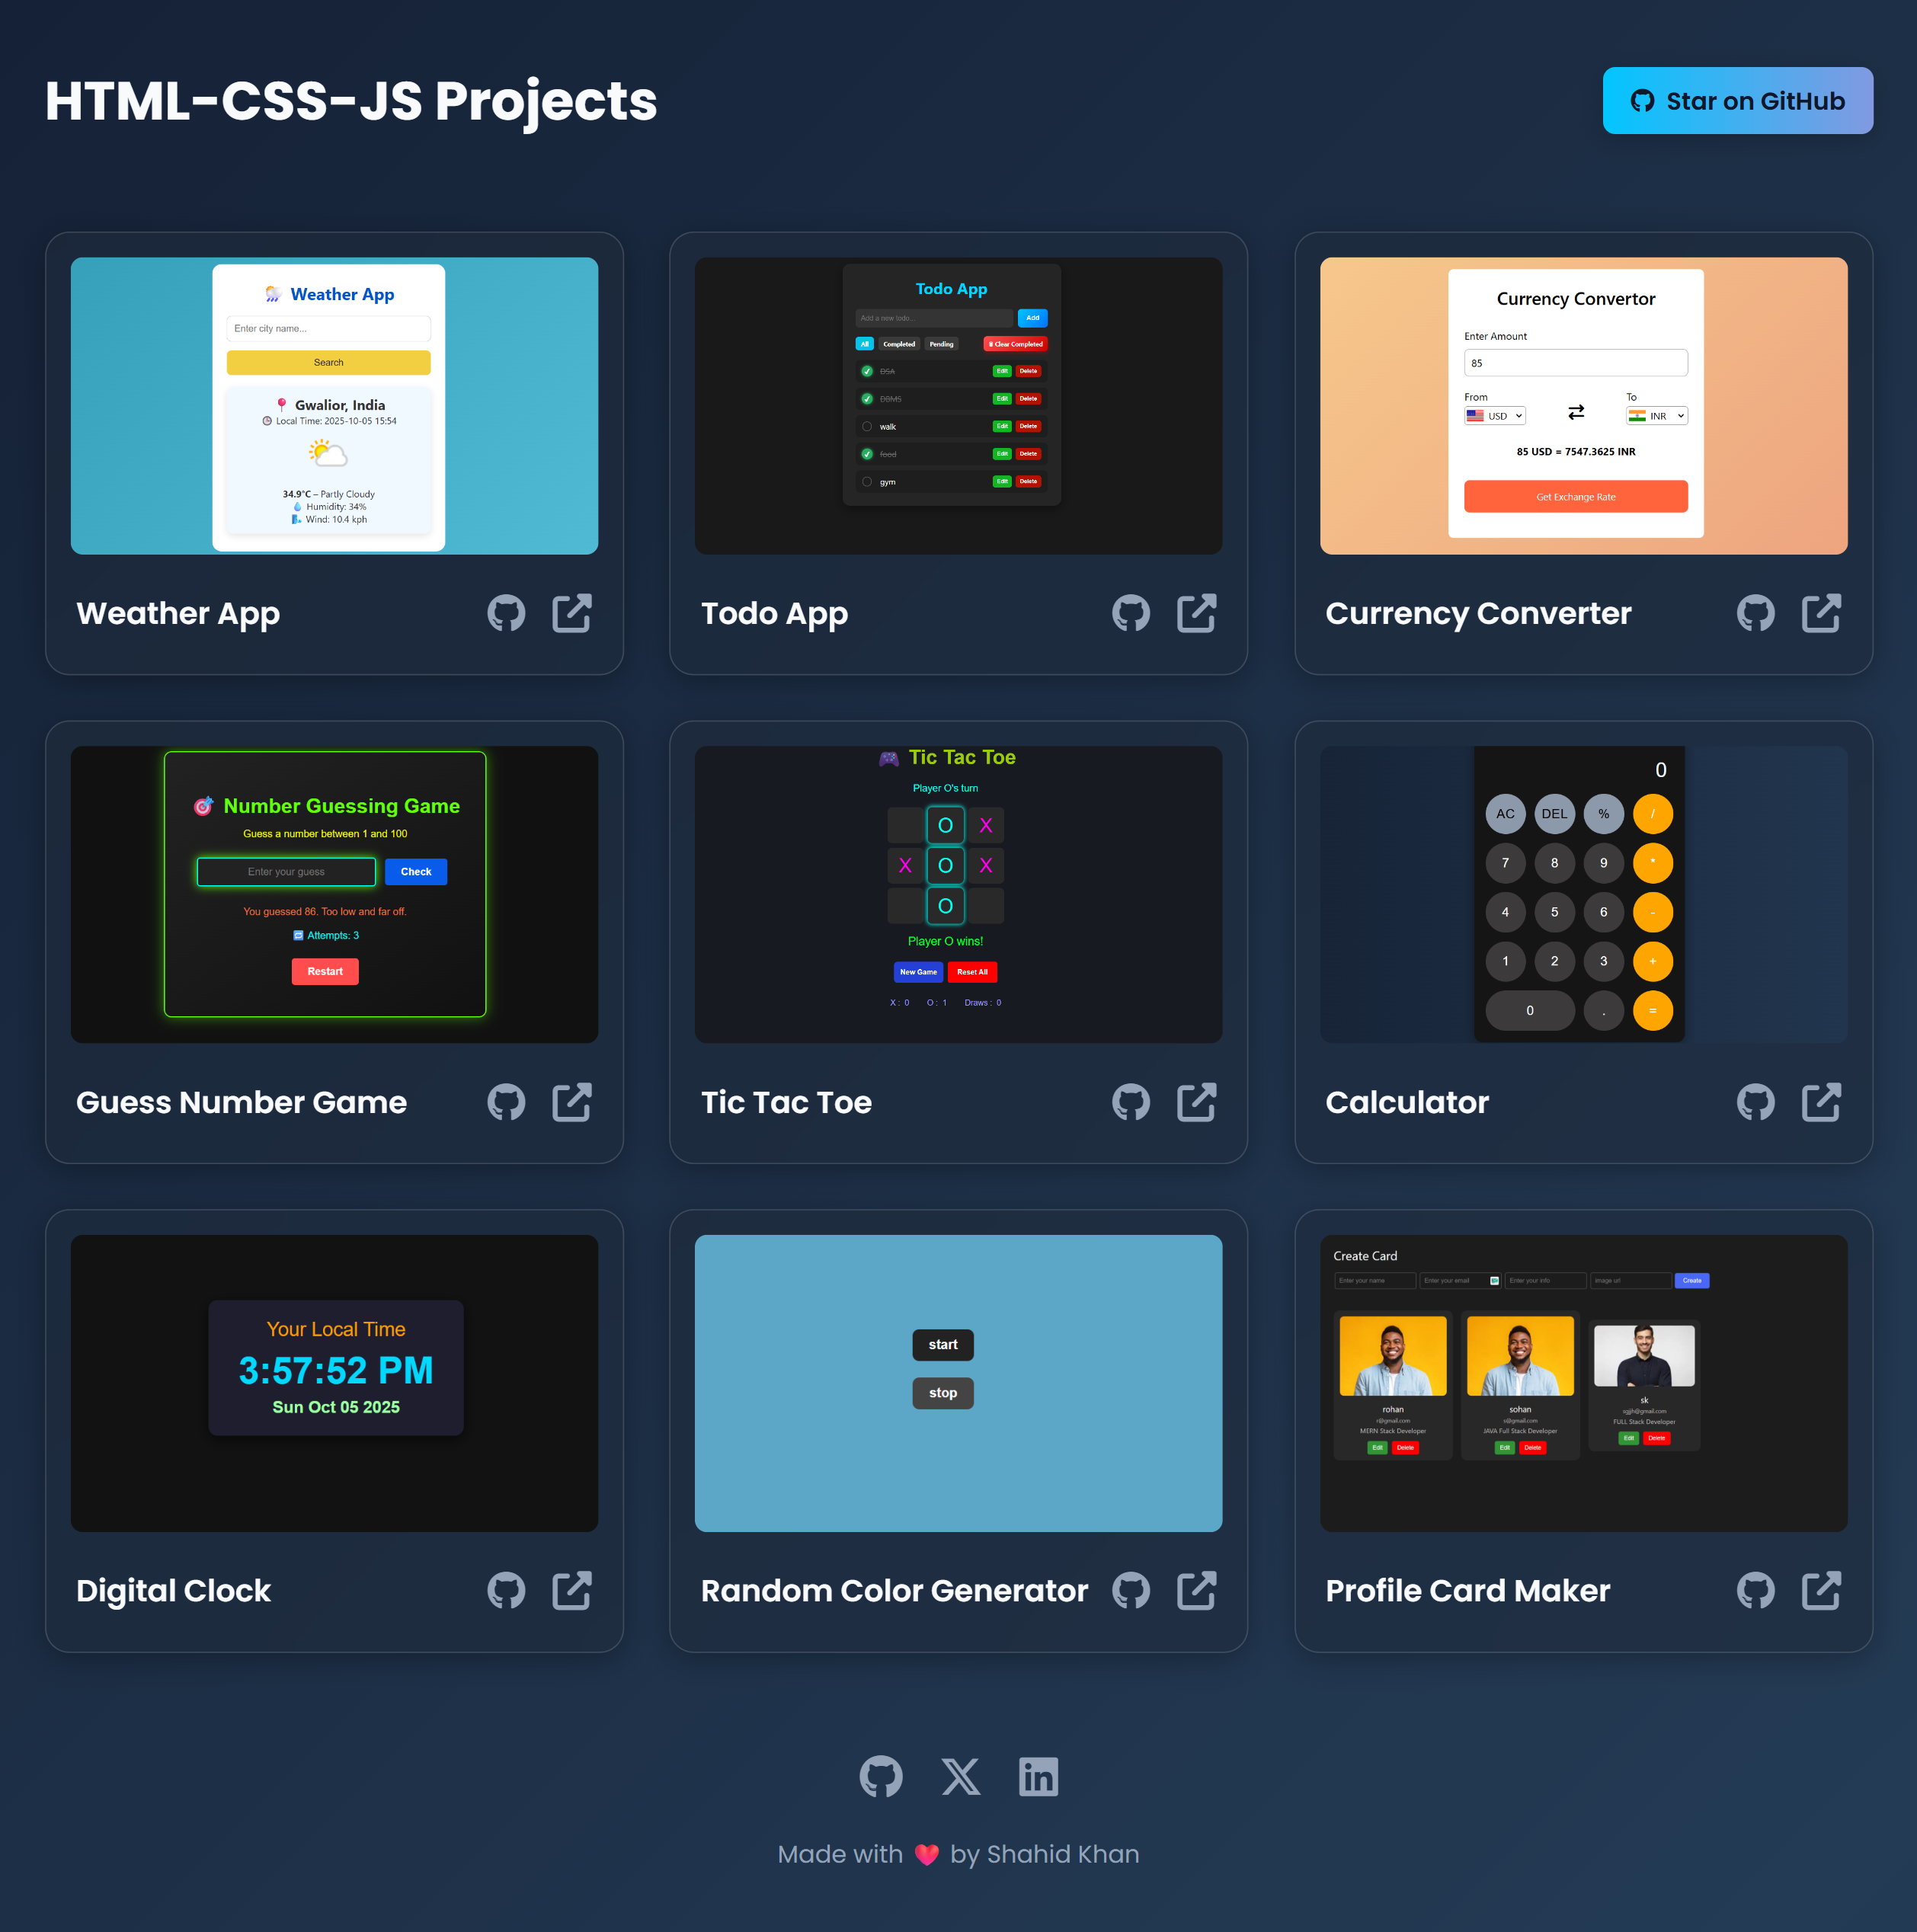 HTML-CSS-JS Projects
Star on GitHub
Weather App
Enter city name...
Search
Gwalior, India
Local Time: 2025-10-05 15:54
34.9°C – Partly Cloudy
Humidity: 34%
Wind: 10.4 kph
Weather App
Todo App
Add a new todo...
Add
All Completed Pending Clear Completed
DSA Edit Delete
DBMS Edit Delete
walk Edit Delete
food Edit Delete
gym Edit Delete
Todo App
Currency Convertor
Enter Amount
85
From To
USD INR
85 USD = 7547.3625 INR
Get Exchange Rate
Currency Converter
Number Guessing Game
Guess a number between 1 and 100
Enter your guess Check
You guessed 86. Too low and far off.
Attempts: 3
Restart
Guess Number Game
Tic Tac Toe
Player O's turn
O X
X O X
O
Player O wins!
New Game Reset All
X : 0 O : 1 Draws : 0
Tic Tac Toe
0
AC DEL % /
7 8 9 *
4 5 6 -
1 2 3 +
0 . =
Calculator
Your Local Time
3:57:52 PM
Sun Oct 05 2025
Digital Clock
start
stop
Random Color Generator
Create Card
Enter your name Enter your email Enter your info image url Create
rohan
r@gmail.com
MERN Stack Developer
Edit Delete
sohan
s@gmail.com
JAVA Full Stack Developer
Edit Delete
sk
sgjjh@gmail.com
FULL Stack Developer
Edit Delete
Profile Card Maker
Made with ❤️ by Shahid Khan